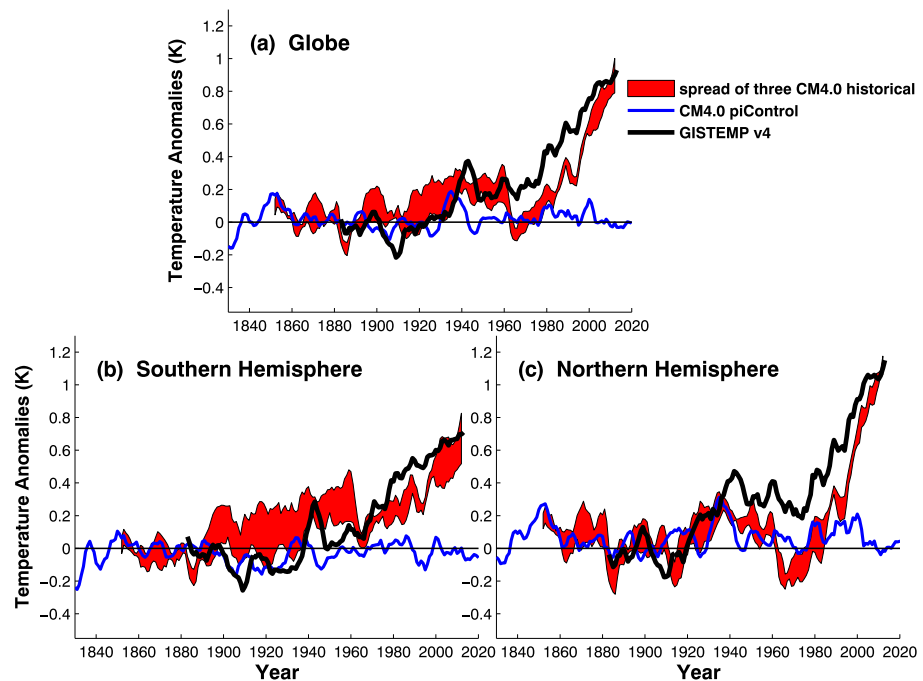 (a) Globe
Temperature Anomalies (K)
1.2
1
0.8
0.6
0.4
0.2
0
−0.2
−0.4
1840 1860 1880 1900 1920 1940 1960 1980 2000 2020
spread of three CM4.0 historical
CM4.0 piControl
GISTEMP v4
(b) Southern Hemisphere
Temperature Anomalies (K)
1.2
1
0.8
0.6
0.4
0.2
0
−0.2
−0.4
1840 1860 1880 1900 1920 1940 1960 1980 2000 2020
Year
(c) Northern Hemisphere
1.2
1
0.8
0.6
0.4
0.2
0
−0.2
−0.4
1840 1860 1880 1900 1920 1940 1960 1980 2000 2020
Year